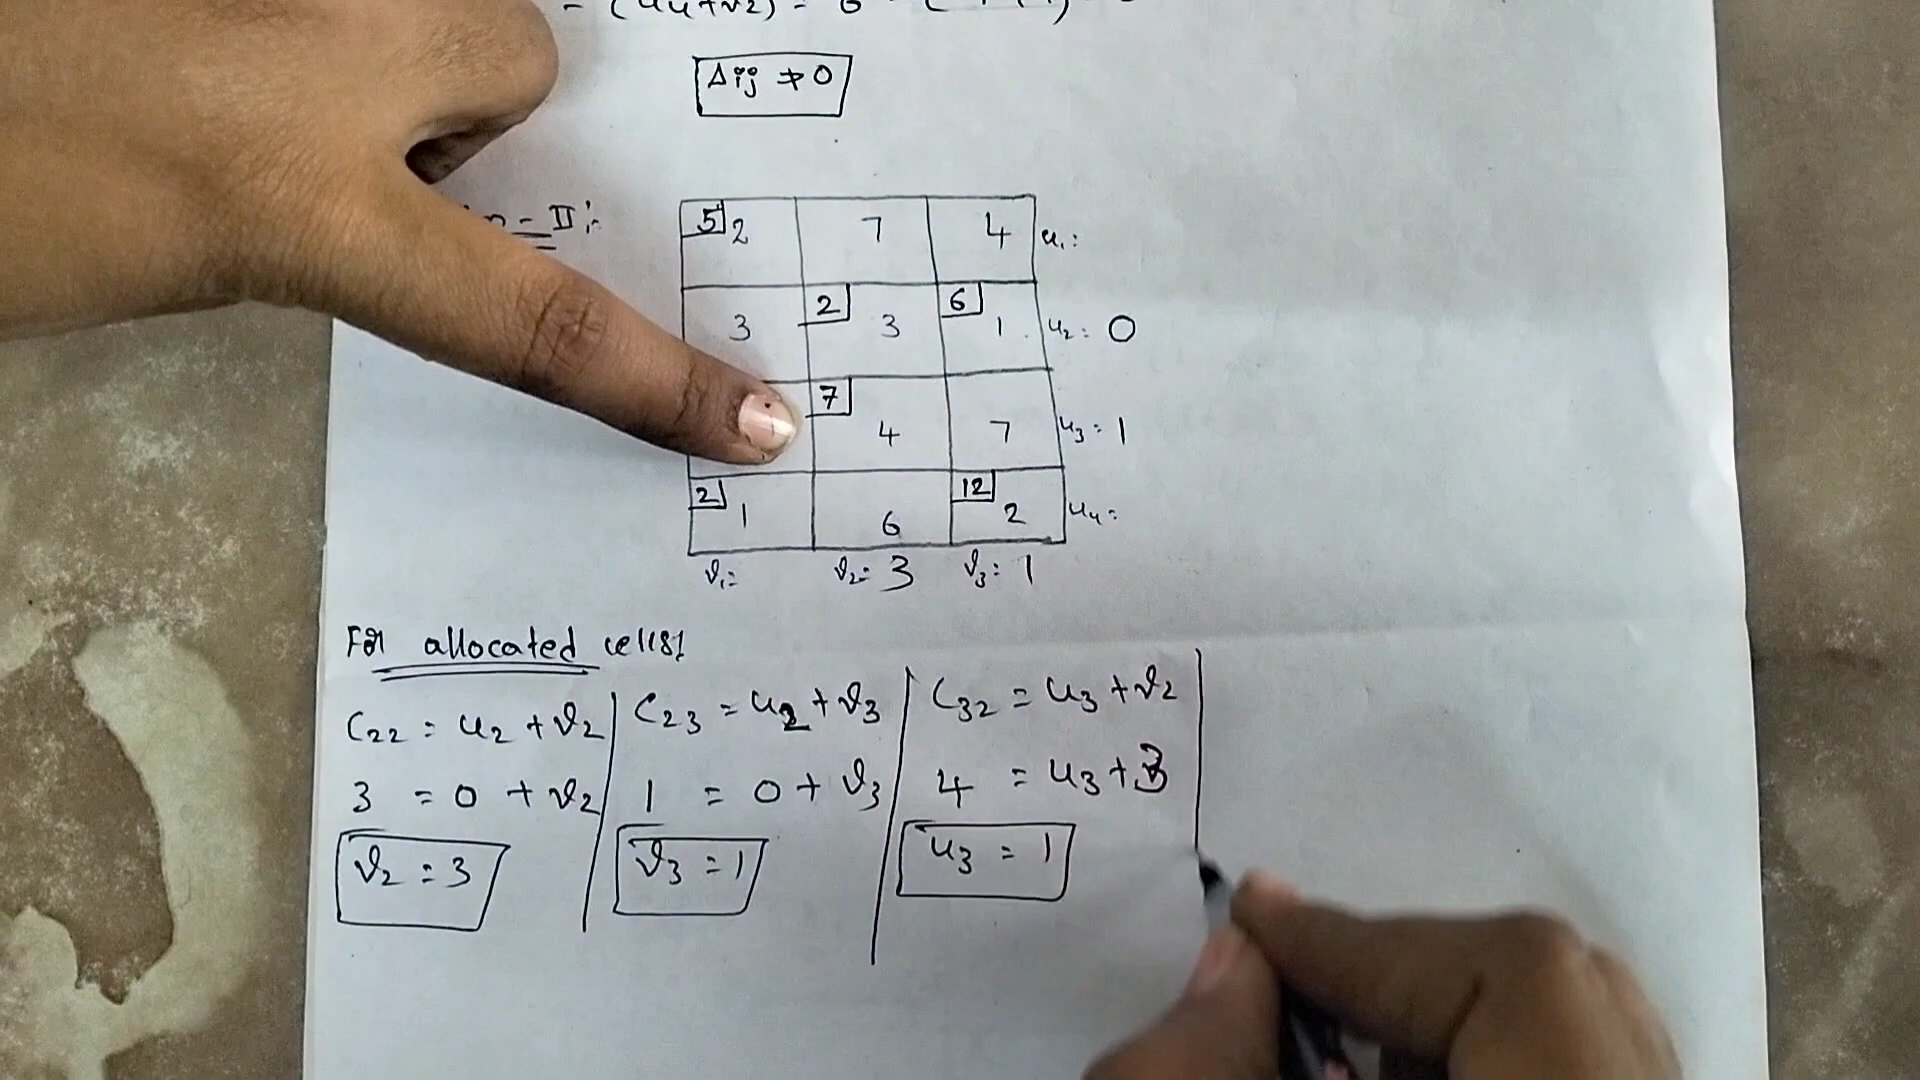 Δij ≯ 0
II :-
5 2 7 4 u₁ :
3 2 3 6 1 u₂ : 0
7 4 7 u₃ = 1
2 1 6 12 2 u₄ =
v₁ = v₂ = 3 v₃ : 1
For allocated cells:
C₂₂ = u₂ + v₂ C₂₃ = u₂ + v₃ C₃₂ = u₃ + v₂
3 = 0 + v₂ 1 = 0 + v₃ 4 = u₃ + 3
v₂ = 3 v₃ = 1 u₃ = 1